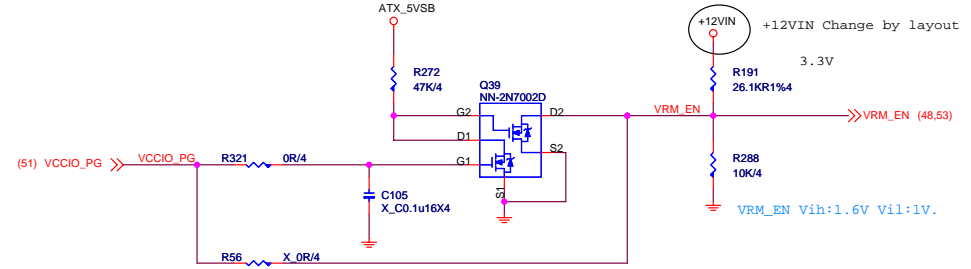 ATX_5VSB
+12VIN
+12VIN Change by layout
3.3V
R272
47K/4
Q39
NN-2N7002D
R191
26.1KR1%4
G2
D2
VRM_EN
VRM_EN (48,53)
D1
S2
(51) VCCIO_PG
VCCIO_PG
R321
0R/4
G1
S1
R288
10K/4
C105
X_C0.1u16X4
VRM_EN Vih:1.6V Vil:1V.
R56
X_0R/4